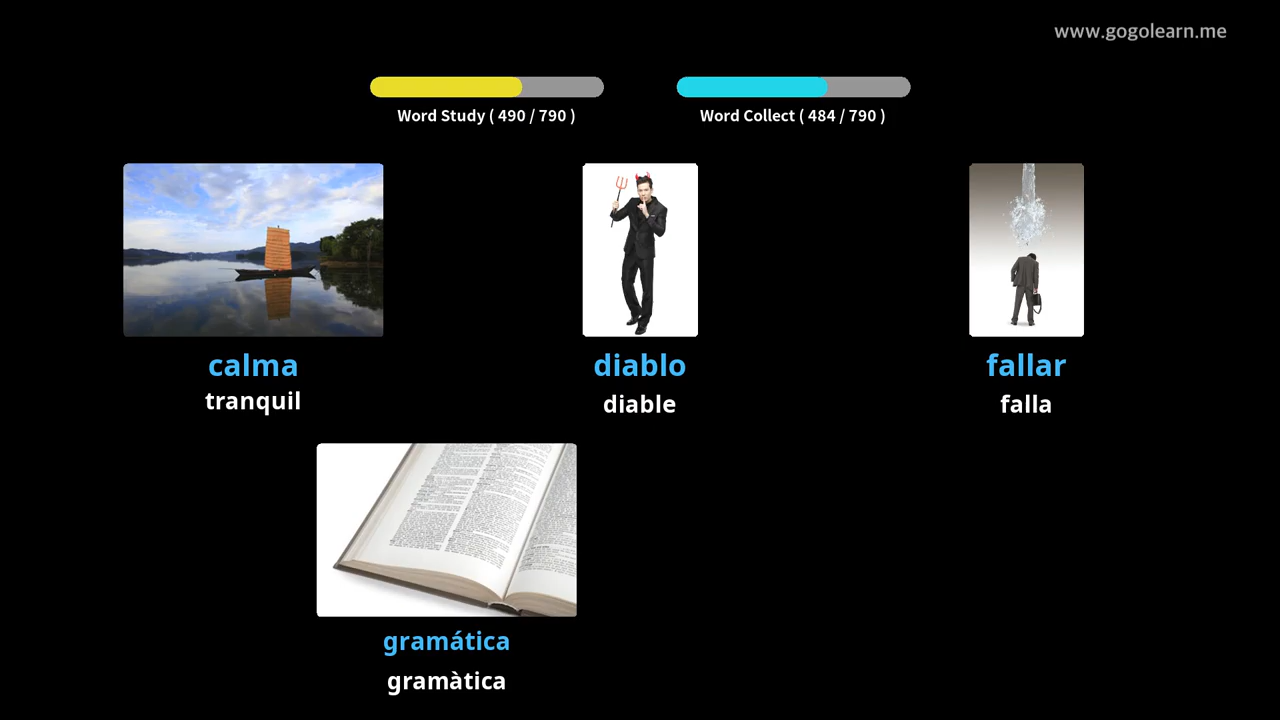 www.gogolearn.me
Word Study ( 490 / 790 )
Word Collect ( 484 / 790 )
calma
tranquil
diablo
diable
fallar
falla
gramática
gramàtica